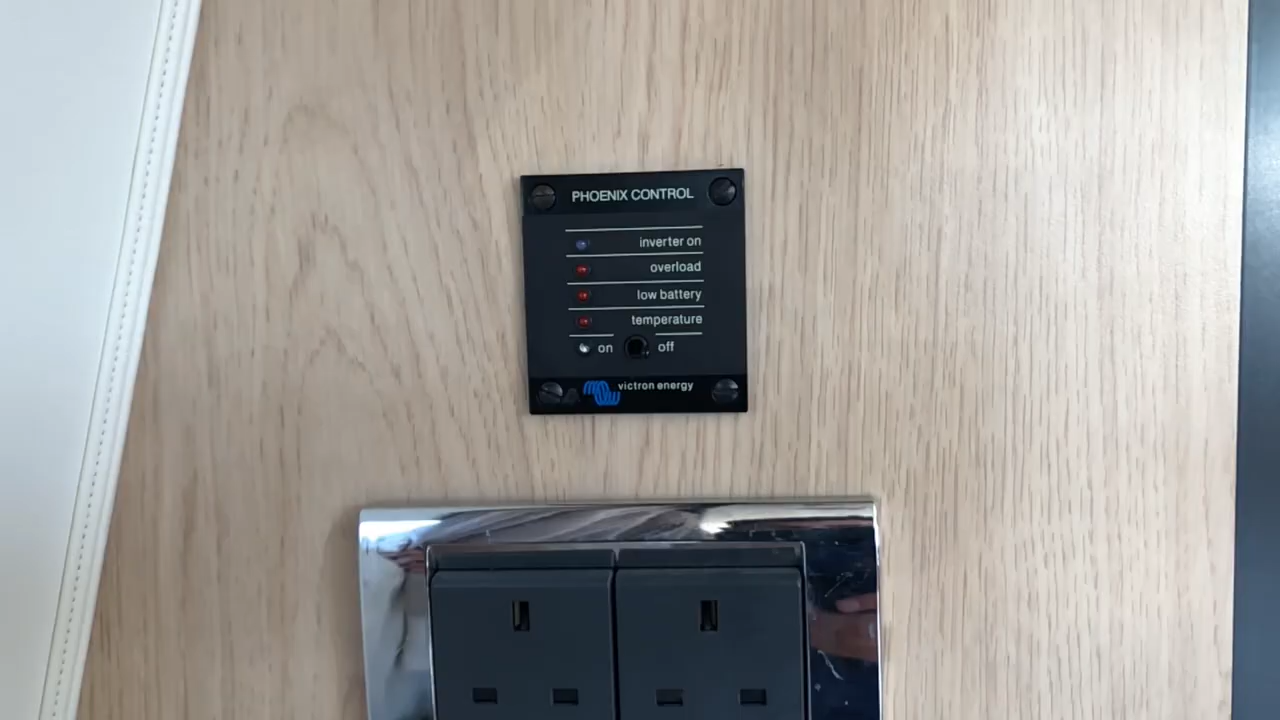 PHOENIX CONTROL
inverter on
overload
low battery
temperature
on off
victron energy